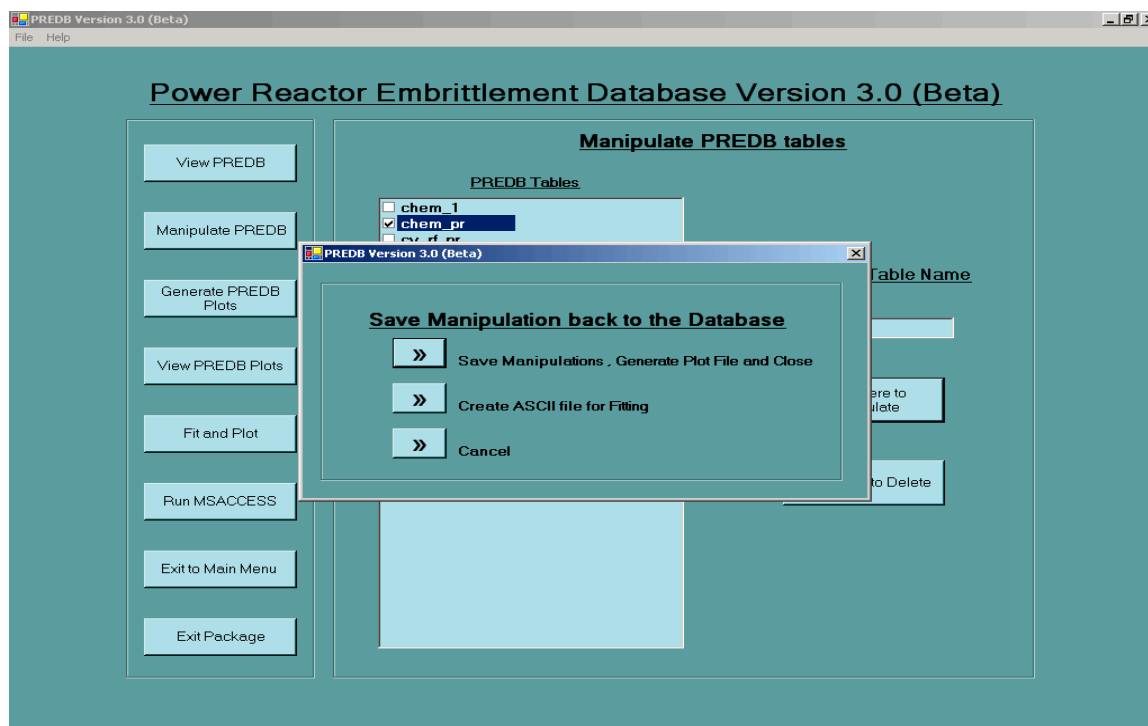 PREDB Version 3.0 (Beta)
File Help
Power Reactor Embrittlement Database Version 3.0 (Beta)
View PREDB
Manipulate PREDB
Generate PREDB
Plots
View PREDB Plots
Fit and Plot
Run MSACCESS
Exit to Main Menu
Exit Package
Manipulate PREDB tables
PREDB Tables
chem_1
chem_pr
Table Name
to Delete
PREDB Version 3.0 (Beta)
Save Manipulation back to the Database
» Save Manipulations , Generate Plot File and Close
» Create ASCII file for Fitting
» Cancel